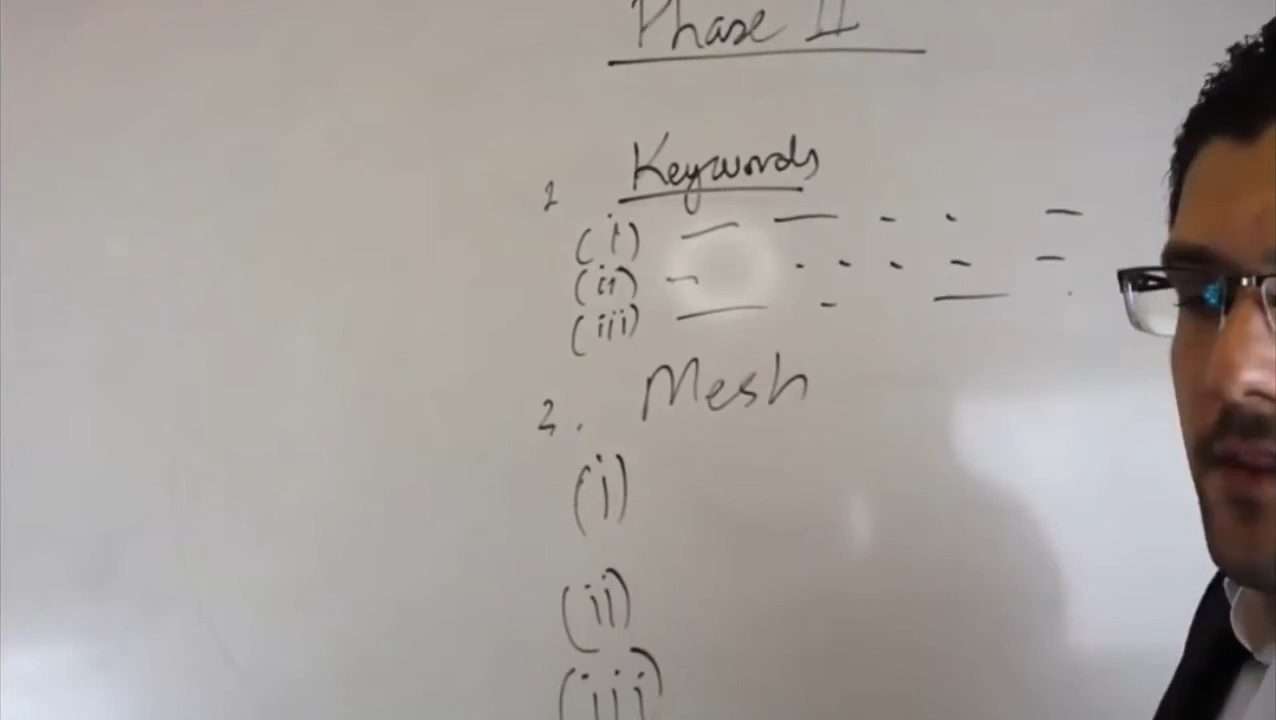 Phase II
1 Keywords
(i) — — - - —
(ii) - - - - - -
(iii) — - —
2. Mesh
(i)
(ii)
(iii)